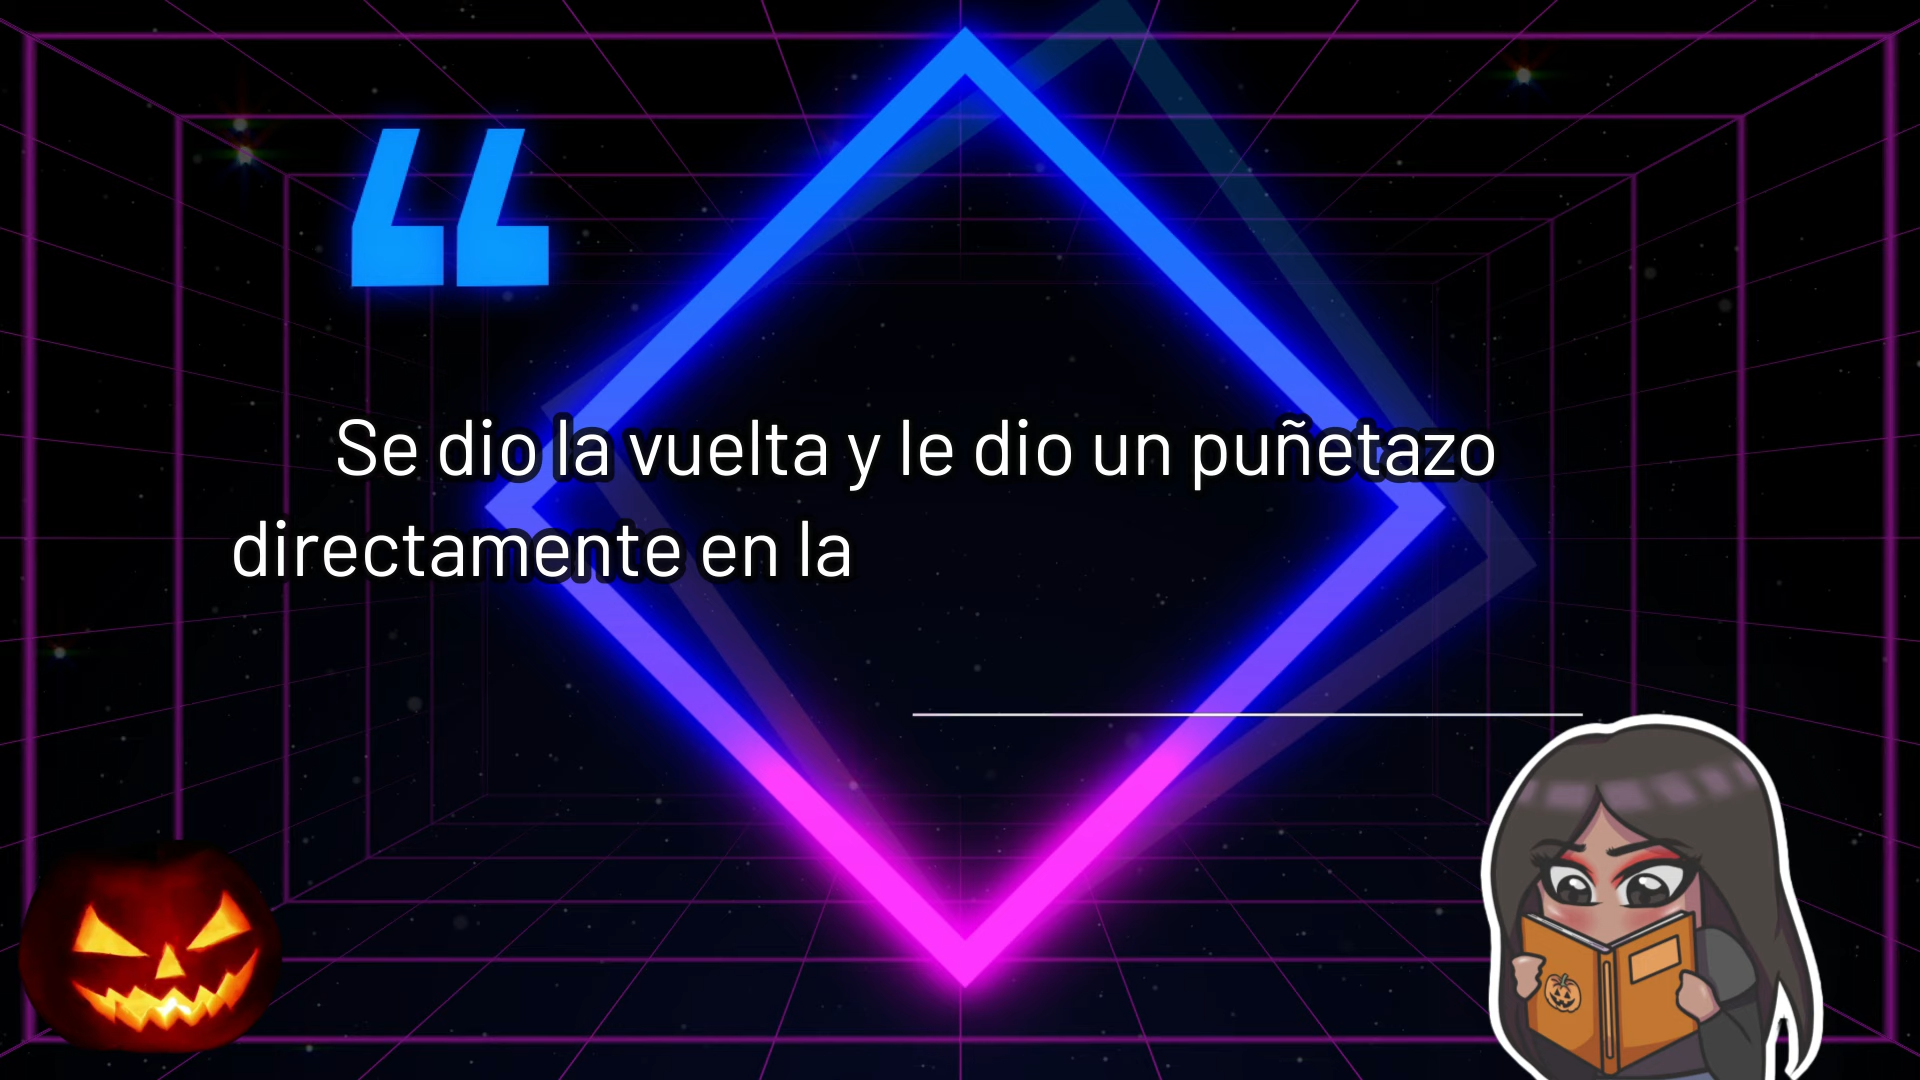 “
Se dio la vuelta y le dio un puñetazo
directamente en la